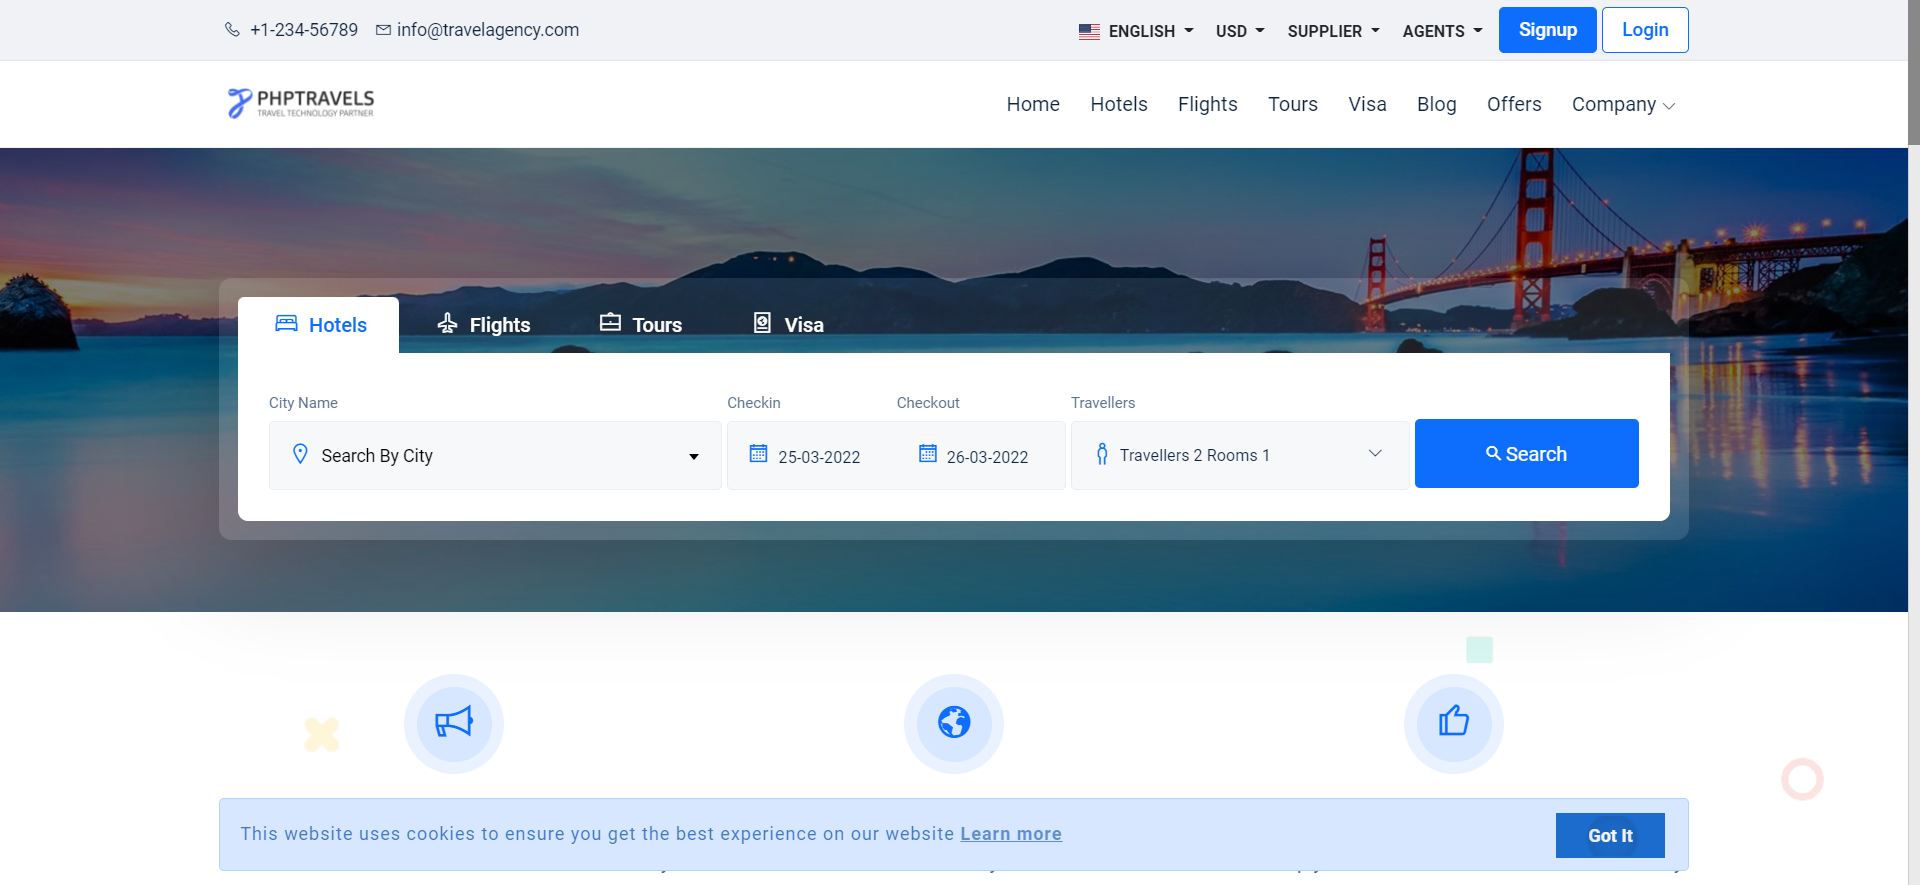 +1-234-56789 info@travelagency.com ENGLISH USD SUPPLIER AGENTS Signup Login
PHPTRAVELS
TRAVEL TECHNOLOGY PARTNER
Home Hotels Flights Tours Visa Blog Offers Company
Hotels Flights Tours Visa
City Name Checkin Checkout Travellers
Search By City 25-03-2022 26-03-2022 Travellers 2 Rooms 1 Search
This website uses cookies to ensure you get the best experience on our website Learn more Got It